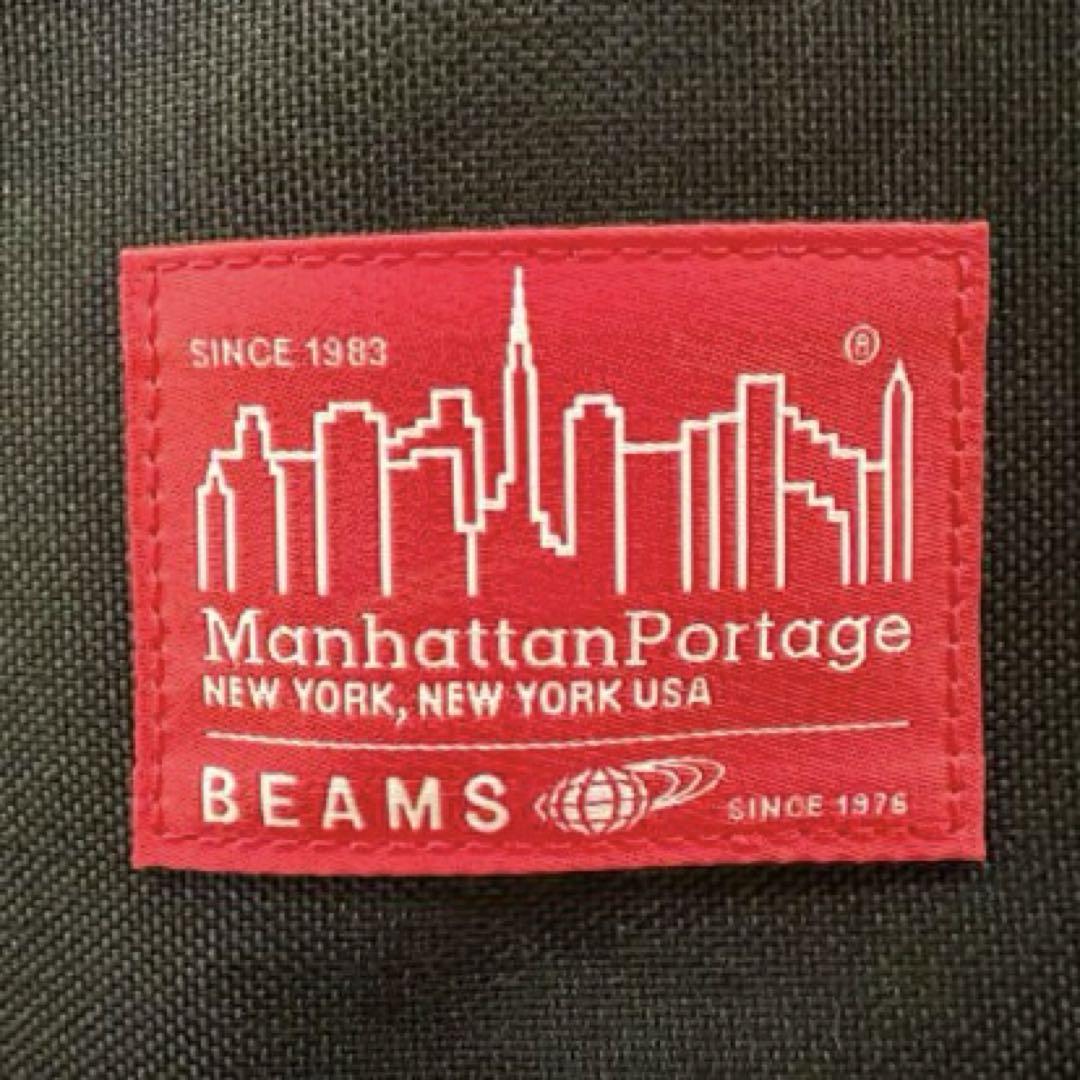 SINCE 1983
®
ManhattanPortage
NEW YORK, NEW YORK USA
BEAMS SINCE 1976